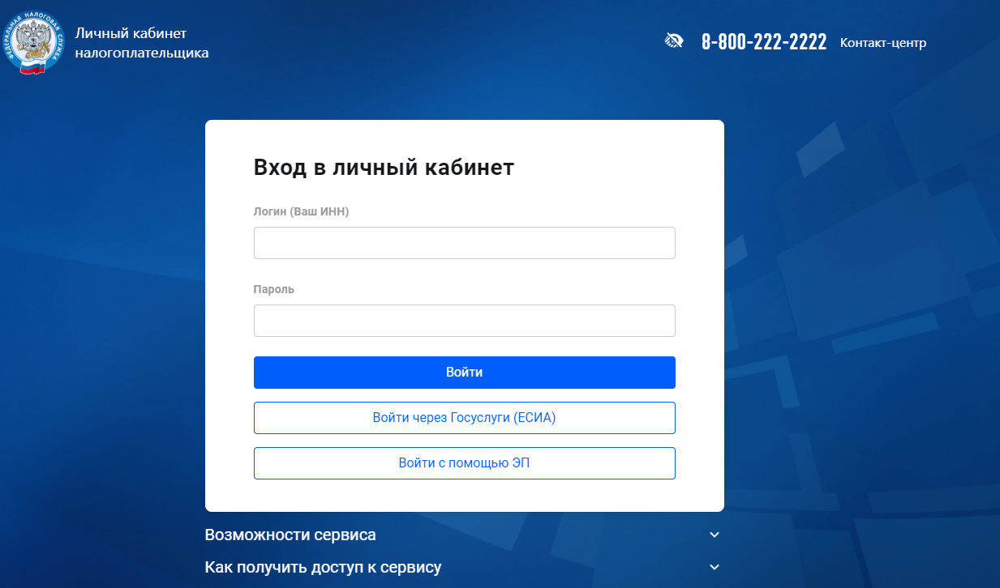 ФЕДЕРАЛЬНАЯ НАЛОГОВАЯ СЛУЖБА
Личный кабинет
налогоплательщика
8-800-222-2222 Контакт-центр
Вход в личный кабинет
Логин (Ваш ИНН)
Пароль
Войти
Войти через Госуслуги (ЕСИА)
Войти с помощью ЭП
Возможности сервиса
Как получить доступ к сервису